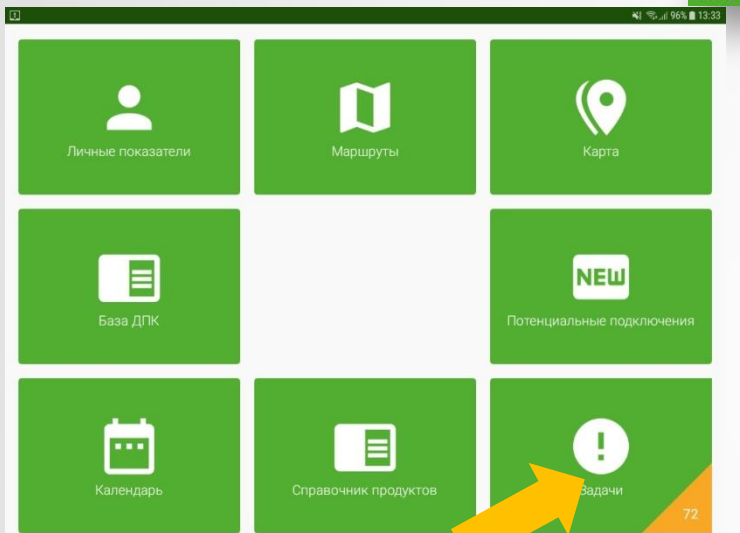 96% 13:33
Личные показатели
Маршруты
Карта
База ДПК
NEW
Потенциальные подключения
Календарь
Справочник продуктов
Задачи
72